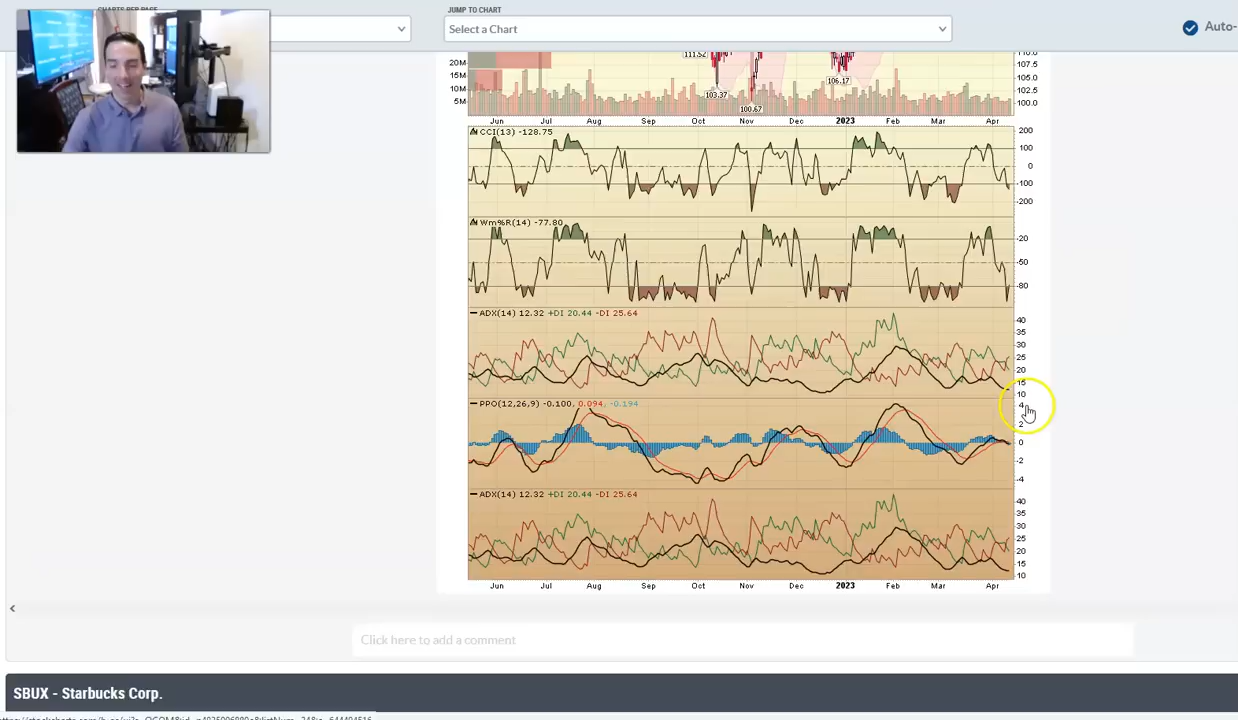 JUMP TO CHART
Select a Chart
Auto-
111.52
103.37
100.67
106.17
20M
15M
10M
5M
107.5
105.0
102.5
100.0
Jun Jul Aug Sep Oct Nov Dec 2023 Feb Mar Apr
CCI(13) -128.75
200
100
0
-100
-200
Wm%R(14) -77.80
-20
-50
-80
ADX(14) 12.32 +DI 20.44 -DI 25.64
40
35
30
25
20
15
10
PPO(12,26,9) -0.100, 0.094, -0.194
4
2
0
-2
-4
ADX(14) 12.32 +DI 20.44 -DI 25.64
40
35
30
25
20
15
10
Jun Jul Aug Sep Oct Nov Dec 2023 Feb Mar Apr
Click here to add a comment
SBUX - Starbucks Corp.